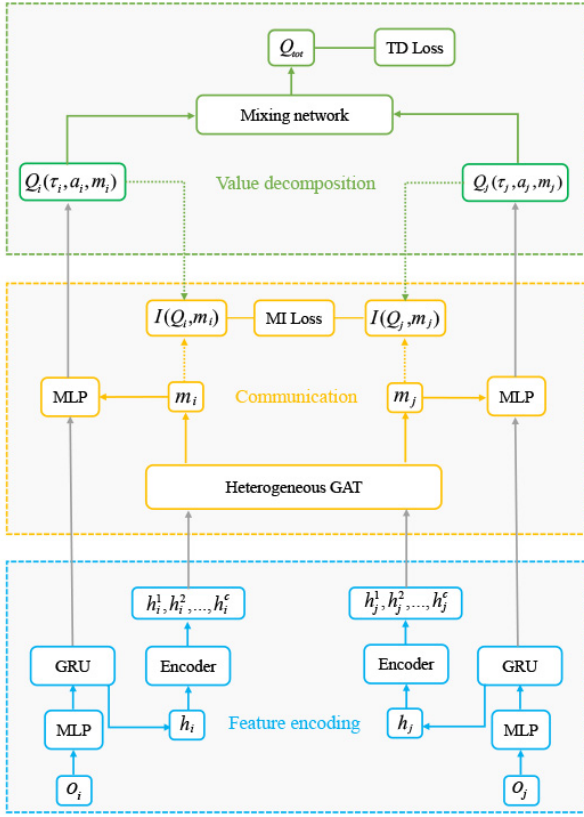 Q_tot TD Loss
Mixing network
Q_i(τ_i, a_i, m_i) Value decomposition Q_j(τ_j, a_j, m_j)
I(Q_i, m_i) MI Loss I(Q_j, m_j)
MLP m_i Communication m_j MLP
Heterogeneous GAT
h_i^1, h_i^2, ..., h_i^c h_j^1, h_j^2, ..., h_j^c
GRU Encoder Encoder GRU
MLP h_i Feature encoding h_j MLP
o_i o_j